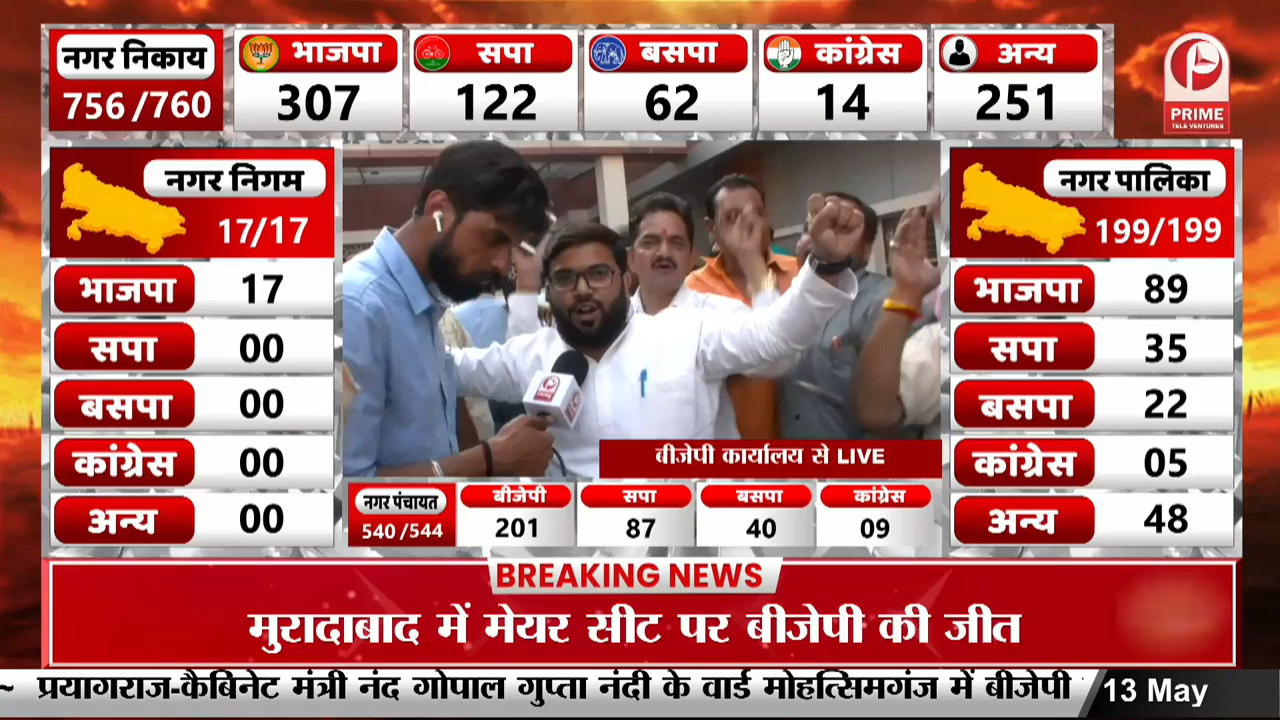 नगर निकाय
756 /760
भाजपा
307
सपा
122
बसपा
62
कांग्रेस
14
अन्य
251
PRIME
TELE VENTURES
नगर निगम
17/17
भाजपा 17
सपा 00
बसपा 00
कांग्रेस 00
अन्य 00
नगर पालिका
199/199
भाजपा 89
सपा 35
बसपा 22
कांग्रेस 05
अन्य 48
बीजेपी कार्यालय से LIVE
नगर पंचायत
540 /544
बीजेपी
201
सपा
87
बसपा
40
कांग्रेस
09
BREAKING NEWS
मुरादाबाद में मेयर सीट पर बीजेपी की जीत
~ प्रयागराज-कैबिनेट मंत्री नंद गोपाल गुप्ता नंदी के वार्ड मोहत्सिमगंज में बीजेपी
13 May